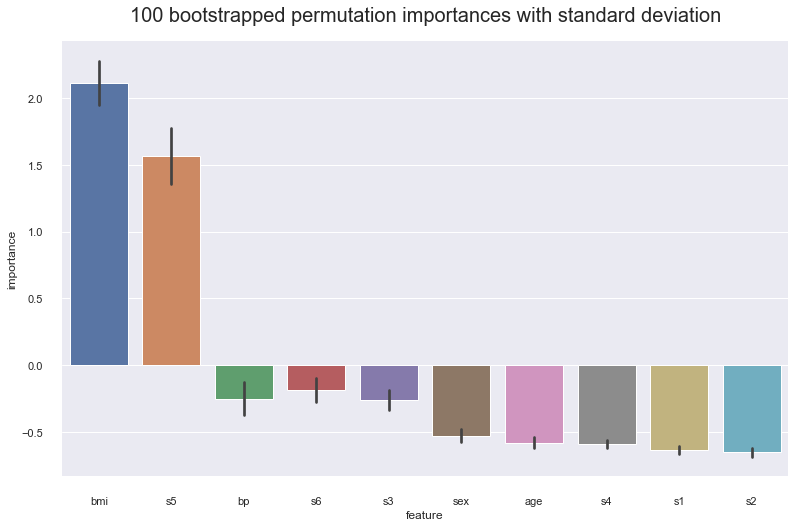 100 bootstrapped permutation importances with standard deviation
2.0
1.5
1.0
0.5
0.0
−0.5
importance
bmi s5 bp s6 s3 sex age s4 s1 s2
feature